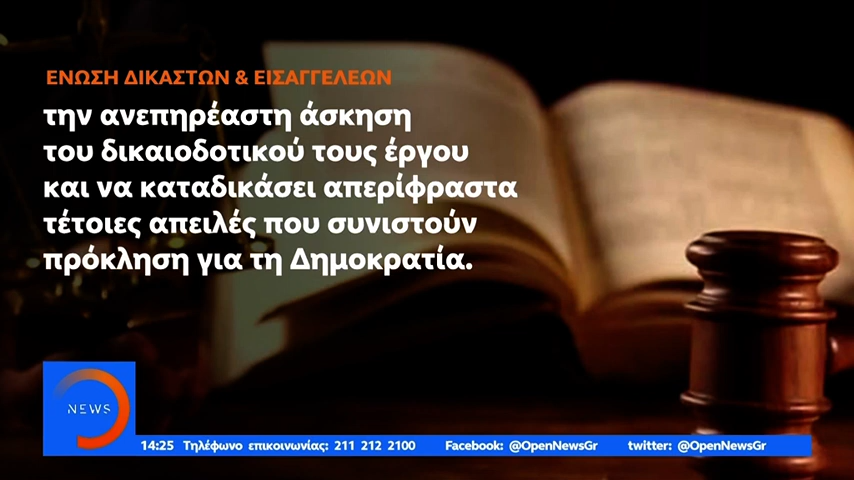 ΕΝΩΣΗ ΔΙΚΑΣΤΩΝ & ΕΙΣΑΓΓΕΛΕΩΝ
την ανεπηρέαστη άσκηση
του δικαιοδοτικού τους έργου
και να καταδικάσει απερίφραστα
τέτοιες απειλές που συνιστούν
πρόκληση για τη Δημοκρατία.
NEWS
14:25 Τηλέφωνο επικοινωνίας: 211 212 2100 Facebook: @OpenNewsGr twitter: @OpenNewsGr